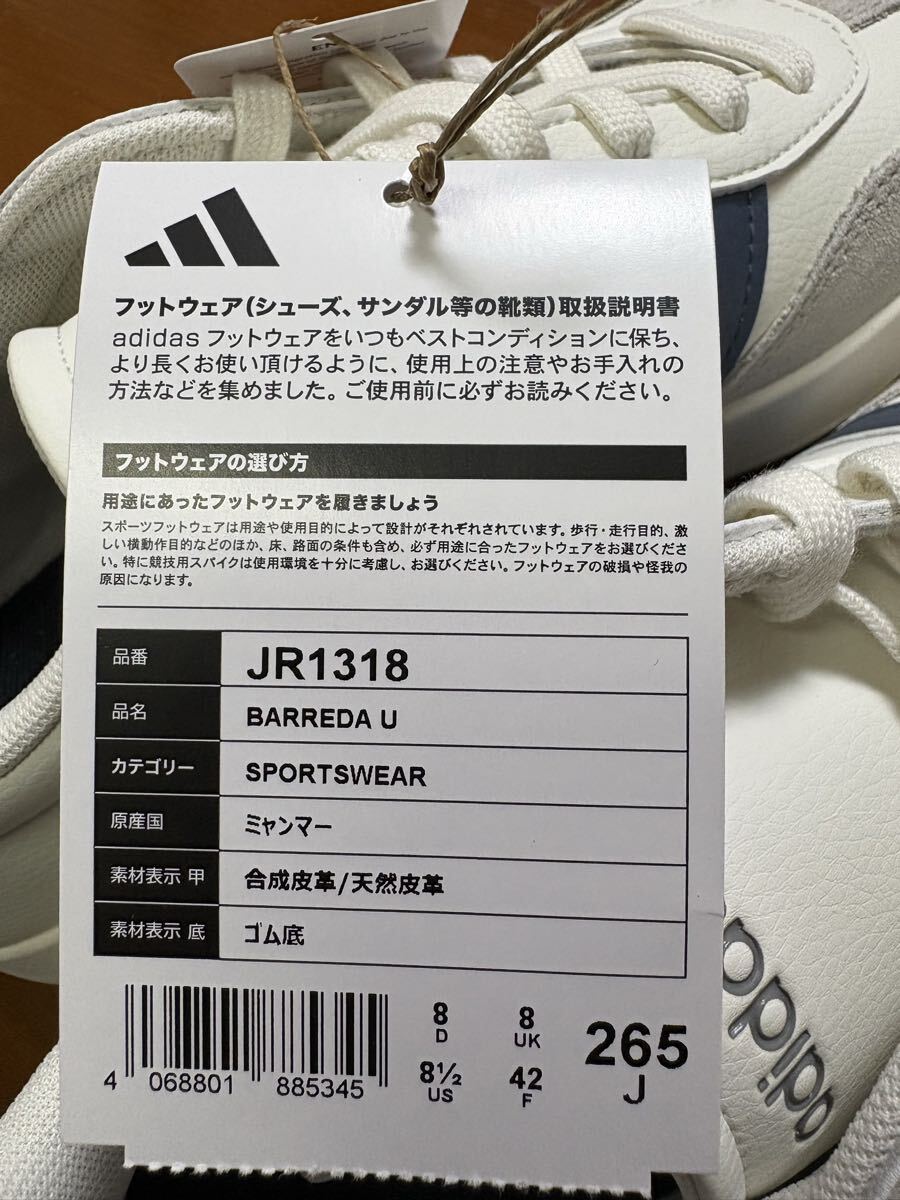 EN
フットウェア(シューズ、サンダル等の靴類)取扱説明書
adidas フットウェアをいつもベストコンディションに保ち、
より長くお使い頂けるように、使用上の注意やお手入れの
方法などを集めました。ご使用前に必ずお読みください。
フットウェアの選び方
用途にあったフットウェアを履きましょう
スポーツフットウェアは用途や使用目的によって設計がそれぞれされています。歩行・走行目的、激
しい横動作目的などのほか、床、路面の条件も含め、必ず用途に合ったフットウェアをお選びくださ
い。特に競技用スパイクは使用環境を十分に考慮し、お選びください。フットウェアの破損や怪我の
原因になります。
品番 JR1318
品名 BARREDA U
カテゴリー SPORTSWEAR
原産国 ミャンマー
素材表示 甲 合成皮革/天然皮革
素材表示 底 ゴム底
4 068801 885345
8 D
8 UK
8½ US
42 F
265 J
adidas